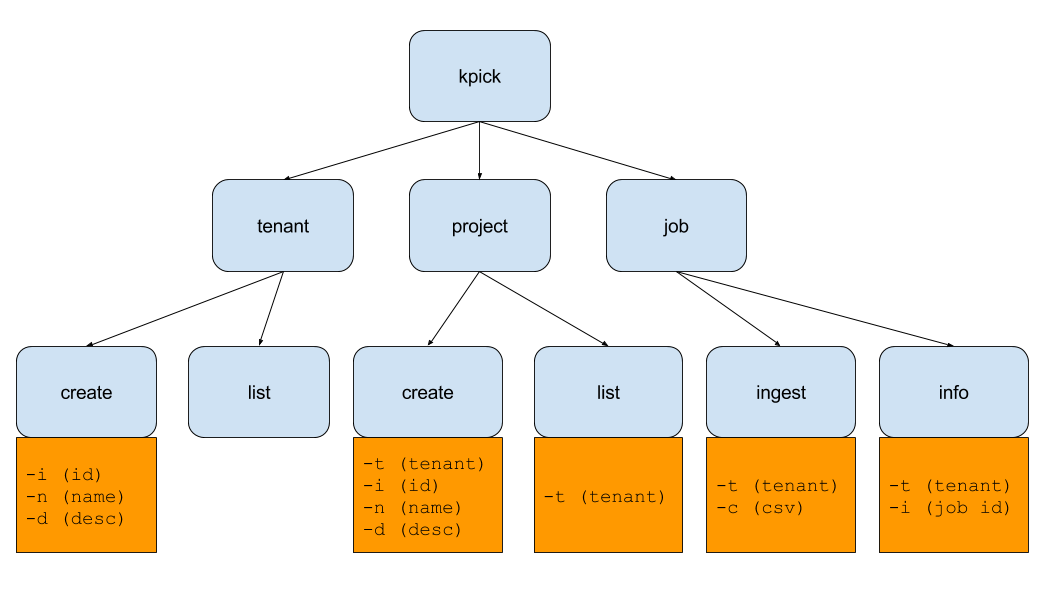 kpick
tenant
project
job
create
list
create
list
ingest
info
-i (id)
-n (name)
-d (desc)
-t (tenant)
-i (id)
-n (name)
-d (desc)
-t (tenant)
-t (tenant)
-c (csv)
-t (tenant)
-i (job id)